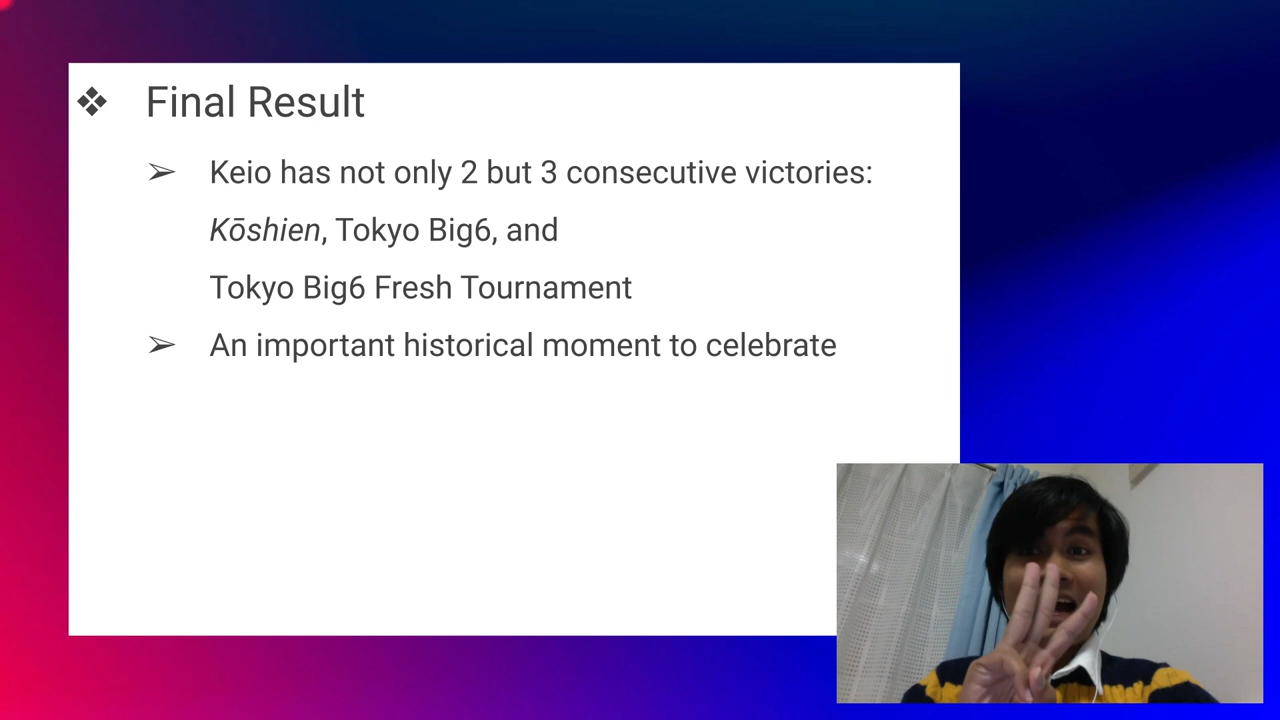 Final Result
Keio has not only 2 but 3 consecutive victories:
Kōshien, Tokyo Big6, and
Tokyo Big6 Fresh Tournament
An important historical moment to celebrate